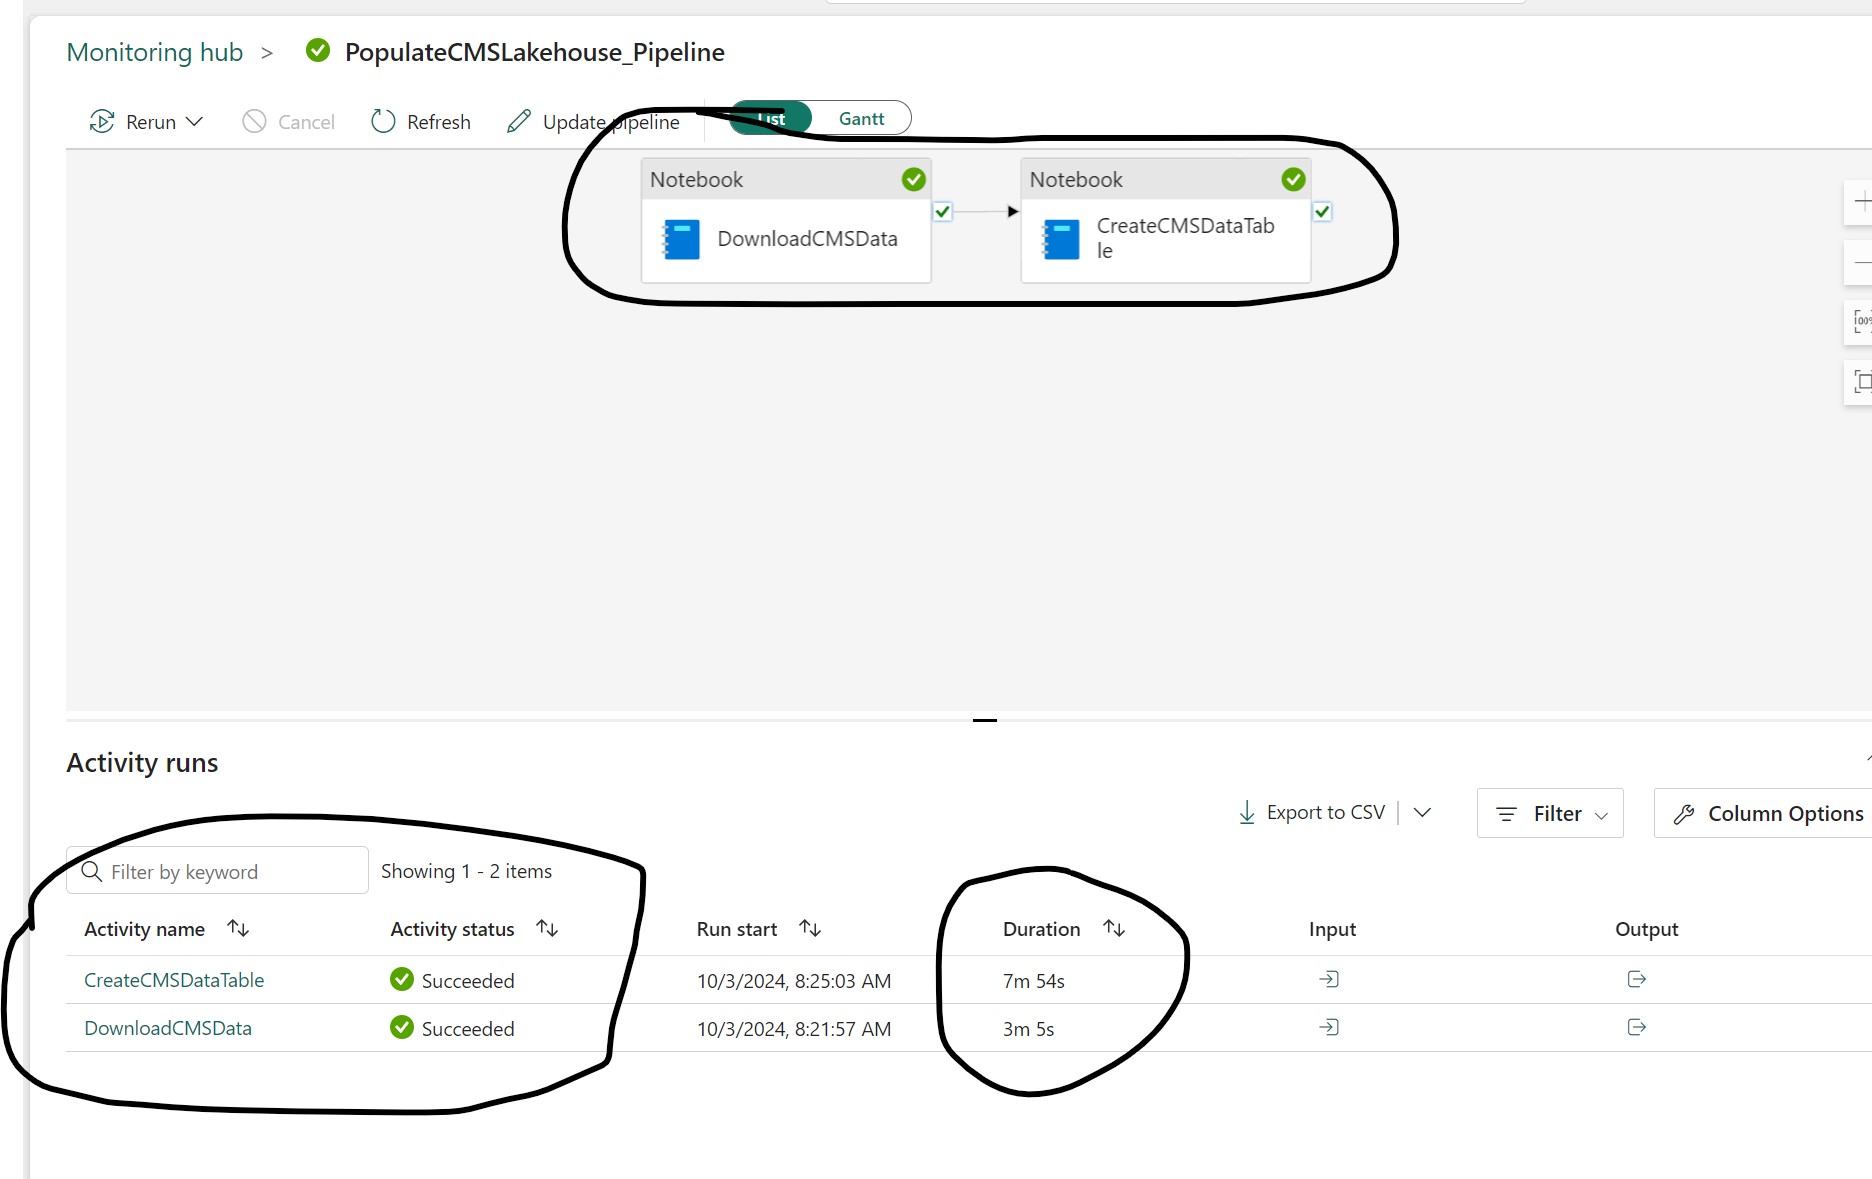 Monitoring hub > PopulateCMSLakehouse_Pipeline
Rerun Cancel Refresh Update pipeline List Gantt
Notebook Notebook
DownloadCMSData CreateCMSDataTab
le
100%
Activity runs
Export to CSV Filter Column Options
Filter by keyword Showing 1 - 2 items
Activity name Activity status Run start Duration Input Output
CreateCMSDataTable Succeeded 10/3/2024, 8:25:03 AM 7m 54s
DownloadCMSData Succeeded 10/3/2024, 8:21:57 AM 3m 5s